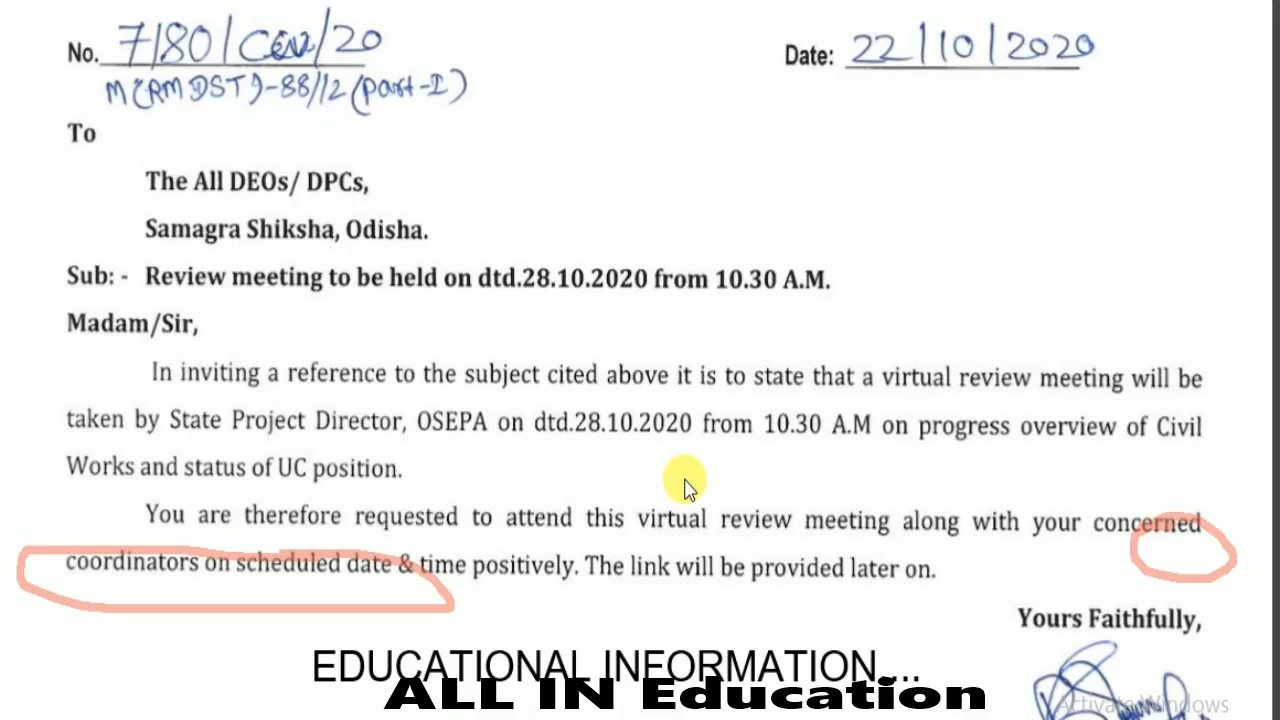 No. 7180/Civil/20
Date: 22/10/2020
88/12 (Part-I)
To
The All DEOs/ DPCs,
Samagra Shiksha, Odisha.
Sub: - Review meeting to be held on dtd.28.10.2020 from 10.30 A.M.
Madam/Sir,
In inviting a reference to the subject cited above it is to state that a virtual review meeting will be
taken by State Project Director, OSEPA on dtd.28.10.2020 from 10.30 A.M on progress overview of Civil
Works and status of UC position.
You are therefore requested to attend this virtual review meeting along with your concerned
coordinators on scheduled date & time positively. The link will be provided later on.
Yours Faithfully,
EDUCATIONAL INFORMATION....
ALL IN Education
Activate Windows